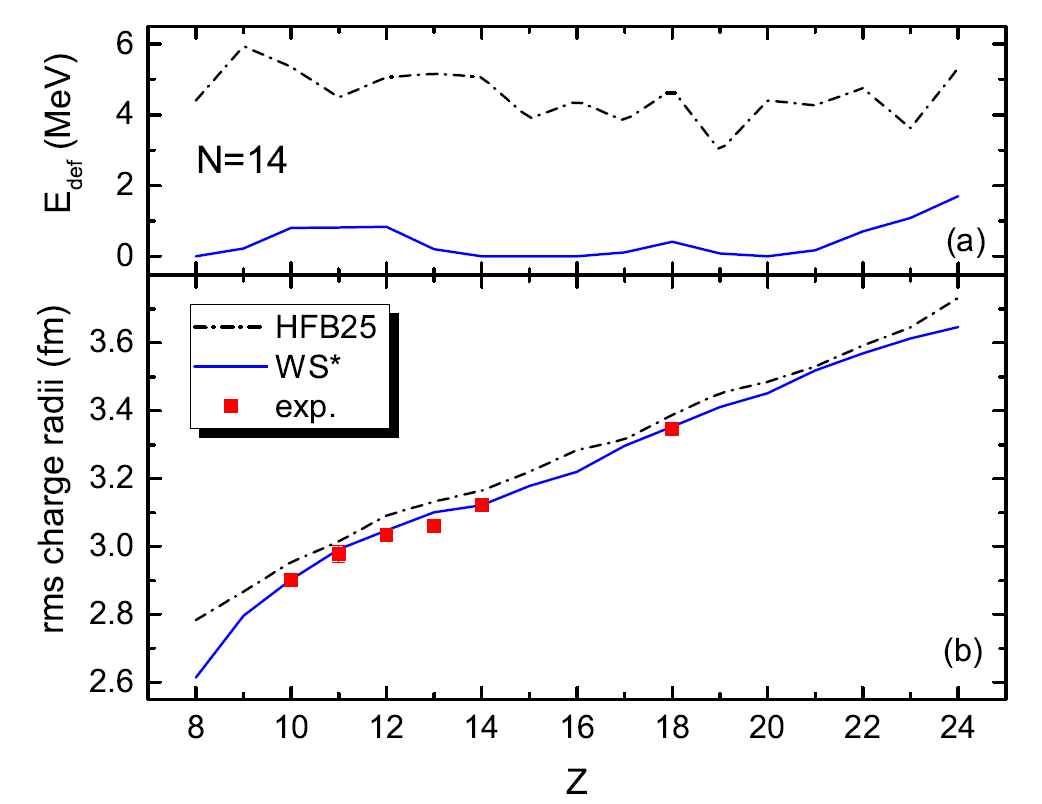 6
4
2
0
E_def (MeV)
N=14
(a)
HFB25
WS*
exp.
3.6
3.4
3.2
3.0
2.8
2.6
rms charge radii (fm)
(b)
8 10 12 14 16 18 20 22 24
Z